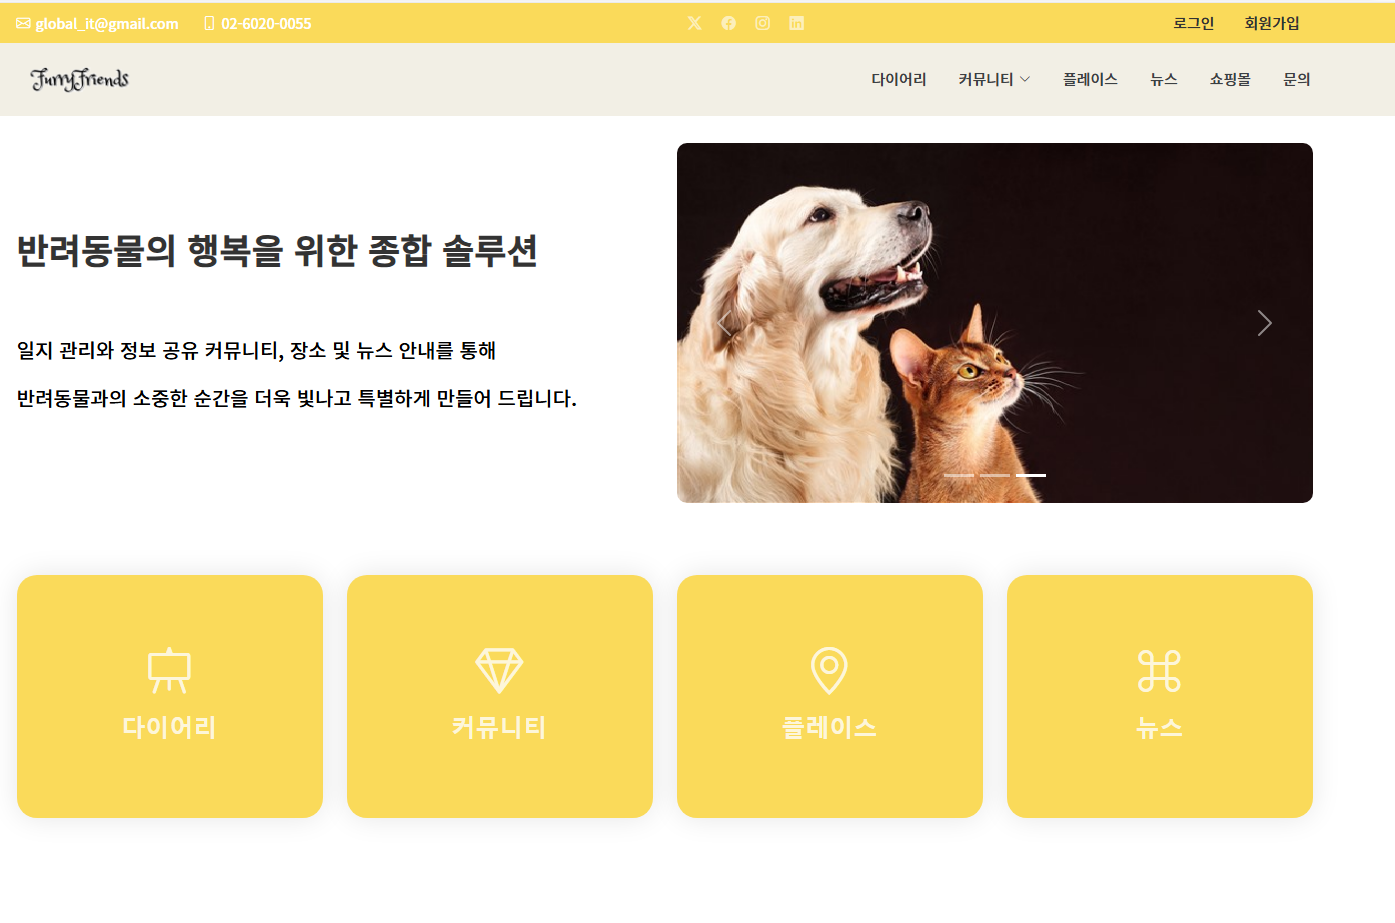 global_it@gmail.com 02-6020-0055 로그인 회원가입
FurryFriends 다이어리 커뮤니티 플레이스 뉴스 쇼핑몰 문의
반려동물의 행복을 위한 종합 솔루션
일지 관리와 정보 공유 커뮤니티, 장소 및 뉴스 안내를 통해
반려동물과의 소중한 순간을 더욱 빛나고 특별하게 만들어 드립니다.
다이어리 커뮤니티 플레이스 뉴스